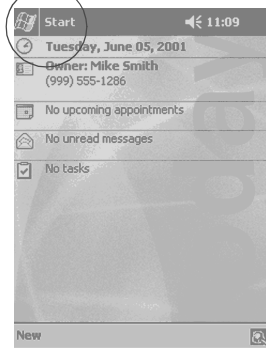 Start 11:09
Tuesday, June 05, 2001
Owner: Mike Smith
(999) 555-1286
No upcoming appointments
No unread messages
No tasks
New